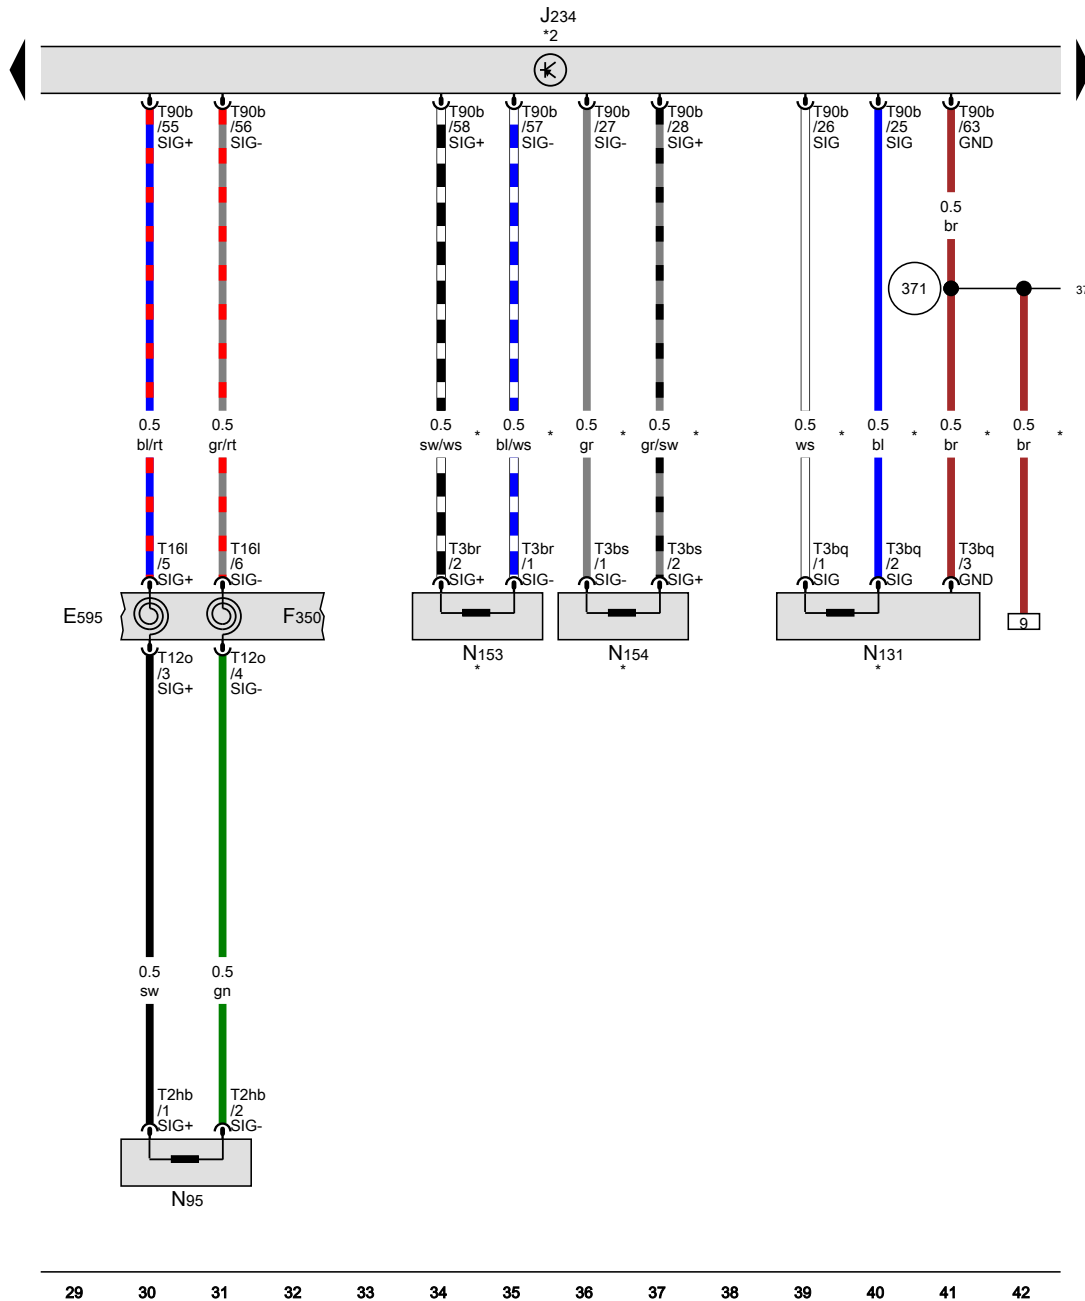 J234
*2
T90b
/55
SIG+
T90b
/56
SIG-
T90b
/58
SIG+
T90b
/57
SIG-
T90b
/27
SIG-
T90b
/28
SIG+
T90b
/26
SIG
T90b
/25
SIG
T90b
/63
GND
0.5
br
371
37
0.5
bl/rt
0.5
gr/rt
0.5
sw/ws *
0.5
bl/ws *
0.5
gr *
0.5
gr/sw *
0.5
ws *
0.5
bl *
0.5
br *
0.5
br *
T16l
/5
SIG+
T16l
/6
SIG-
T3br
/2
SIG+
T3br
/1
SIG-
T3bs
/1
SIG-
T3bs
/2
SIG+
T3bq
/1
SIG
T3bq
/2
SIG
T3bq
/3
GND
E595
F350
9
N153
*
N154
*
N131
*
T12o
/3
SIG+
T12o
/4
SIG-
0.5
sw
0.5
gn
T2hb
/1
SIG+
T2hb
/2
SIG-
N95
29 30 31 32 33 34 35 36 37 38 39 40 41 42